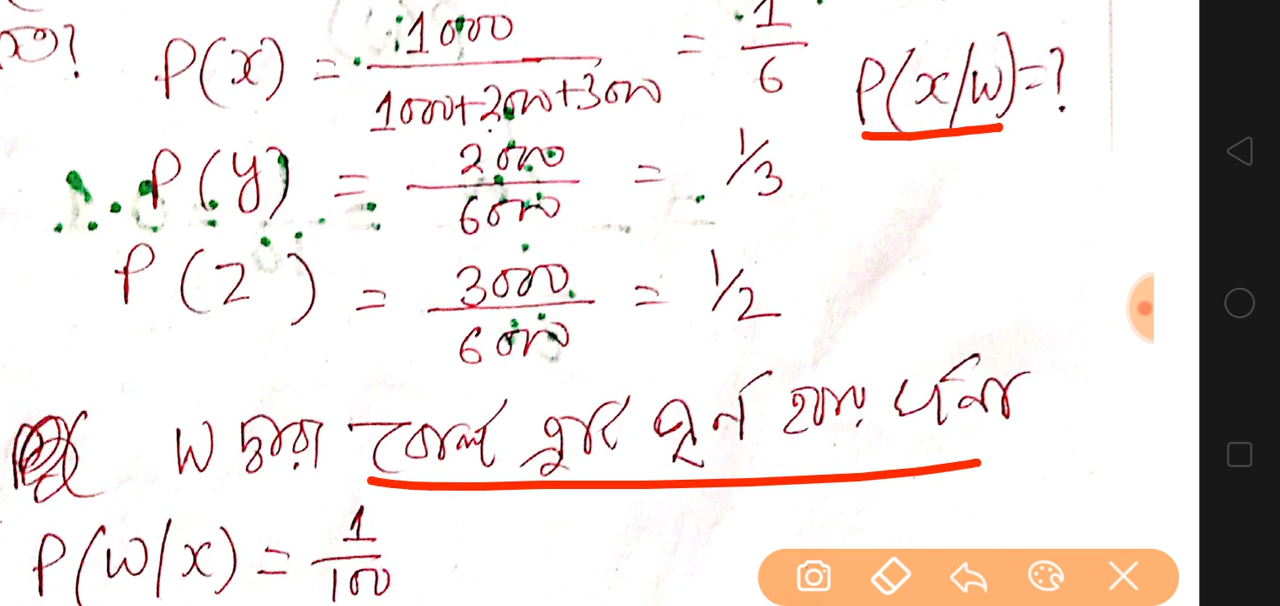 P(x) = 1000 / 1000+2000+3000 = 1/6 P(x/w)=?
P(y) = 2000 / 6000 = 1/3
P(z) = 3000 / 6000 = 1/2
W দ্বারা
P(w/x) = 1/100